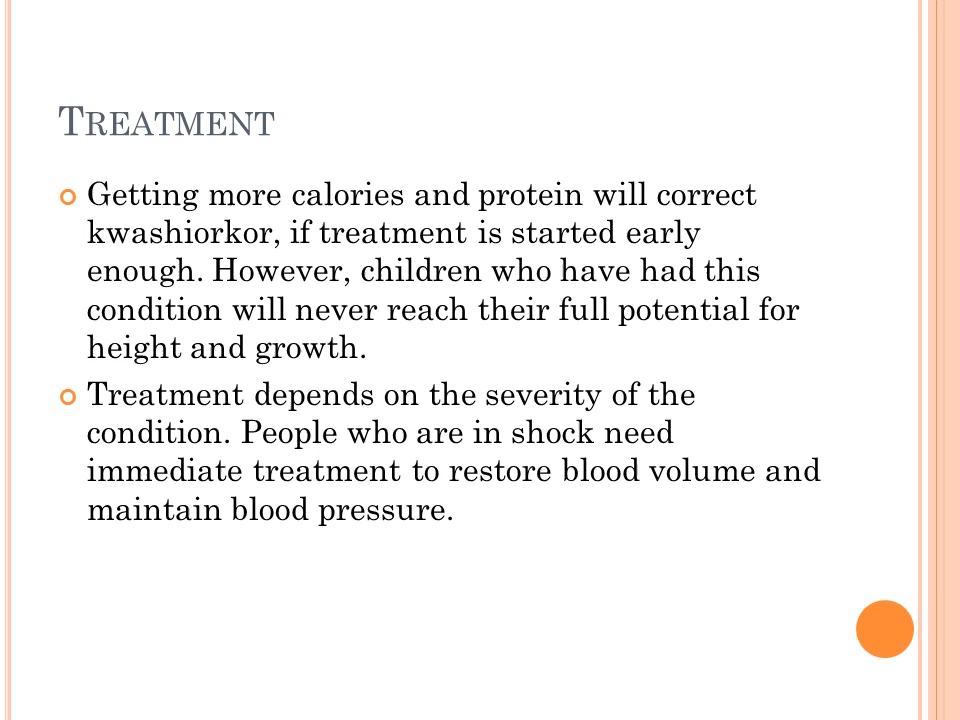 TREATMENT
Getting more calories and protein will correct
kwashiorkor, if treatment is started early
enough. However, children who have had this
condition will never reach their full potential for
height and growth.
Treatment depends on the severity of the
condition. People who are in shock need
immediate treatment to restore blood volume and
maintain blood pressure.